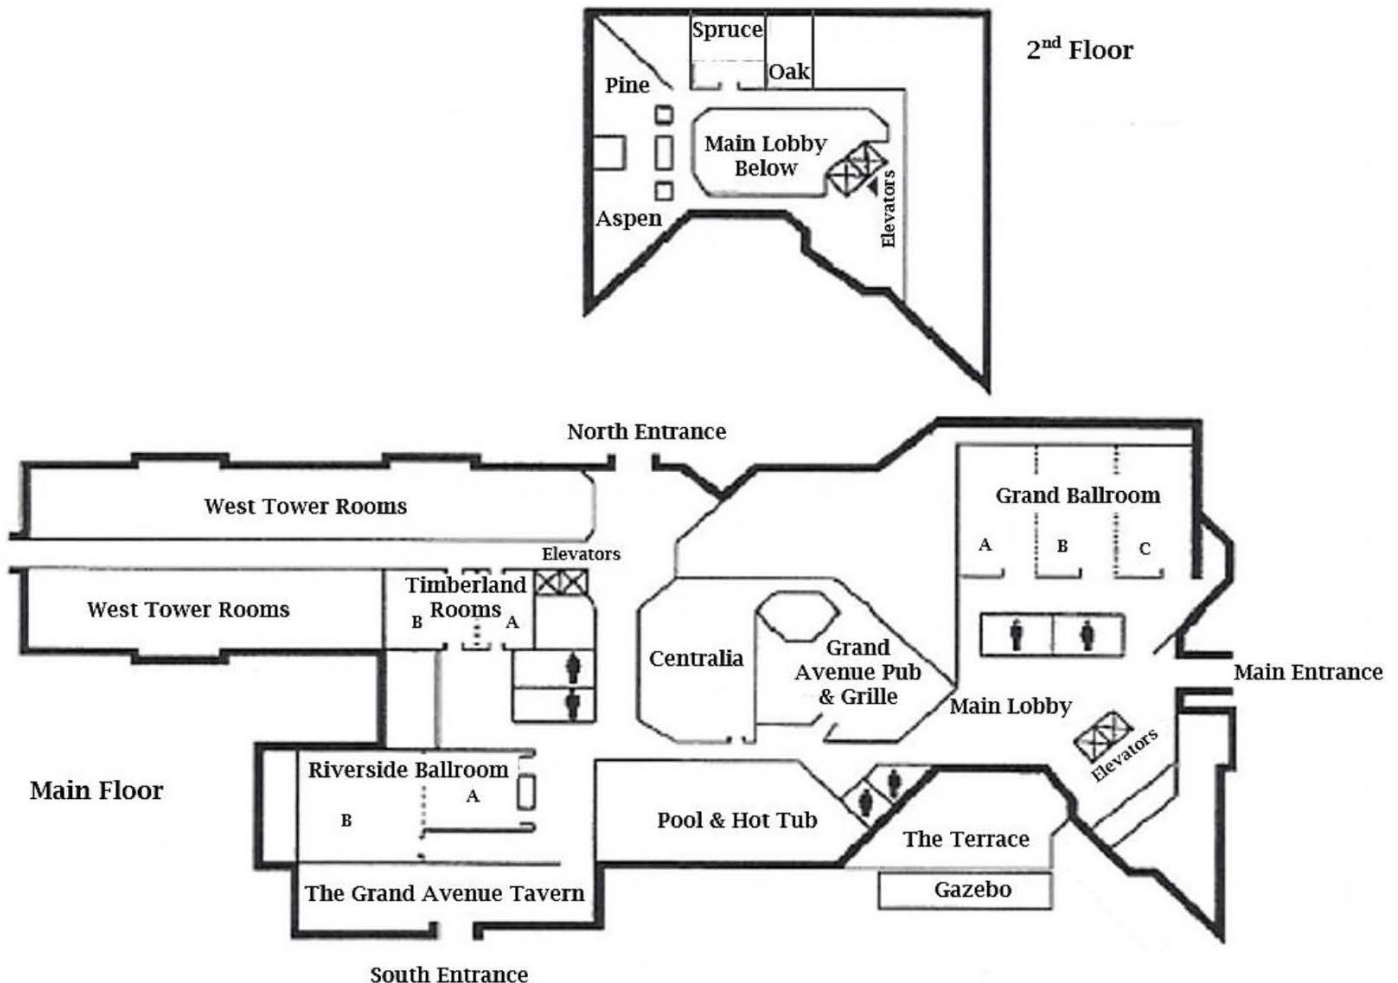 Spruce
2nd Floor
Oak
Pine
Main Lobby
Below
Elevators
Aspen
North Entrance
West Tower Rooms
Grand Ballroom
A
B
C
Elevators
Timberland
Rooms
B
A
West Tower Rooms
Centralia
Grand
Avenue Pub
& Grille
Main Entrance
Main Lobby
Elevators
Main Floor
Riverside Ballroom
A
B
Pool & Hot Tub
The Terrace
Gazebo
The Grand Avenue Tavern
South Entrance